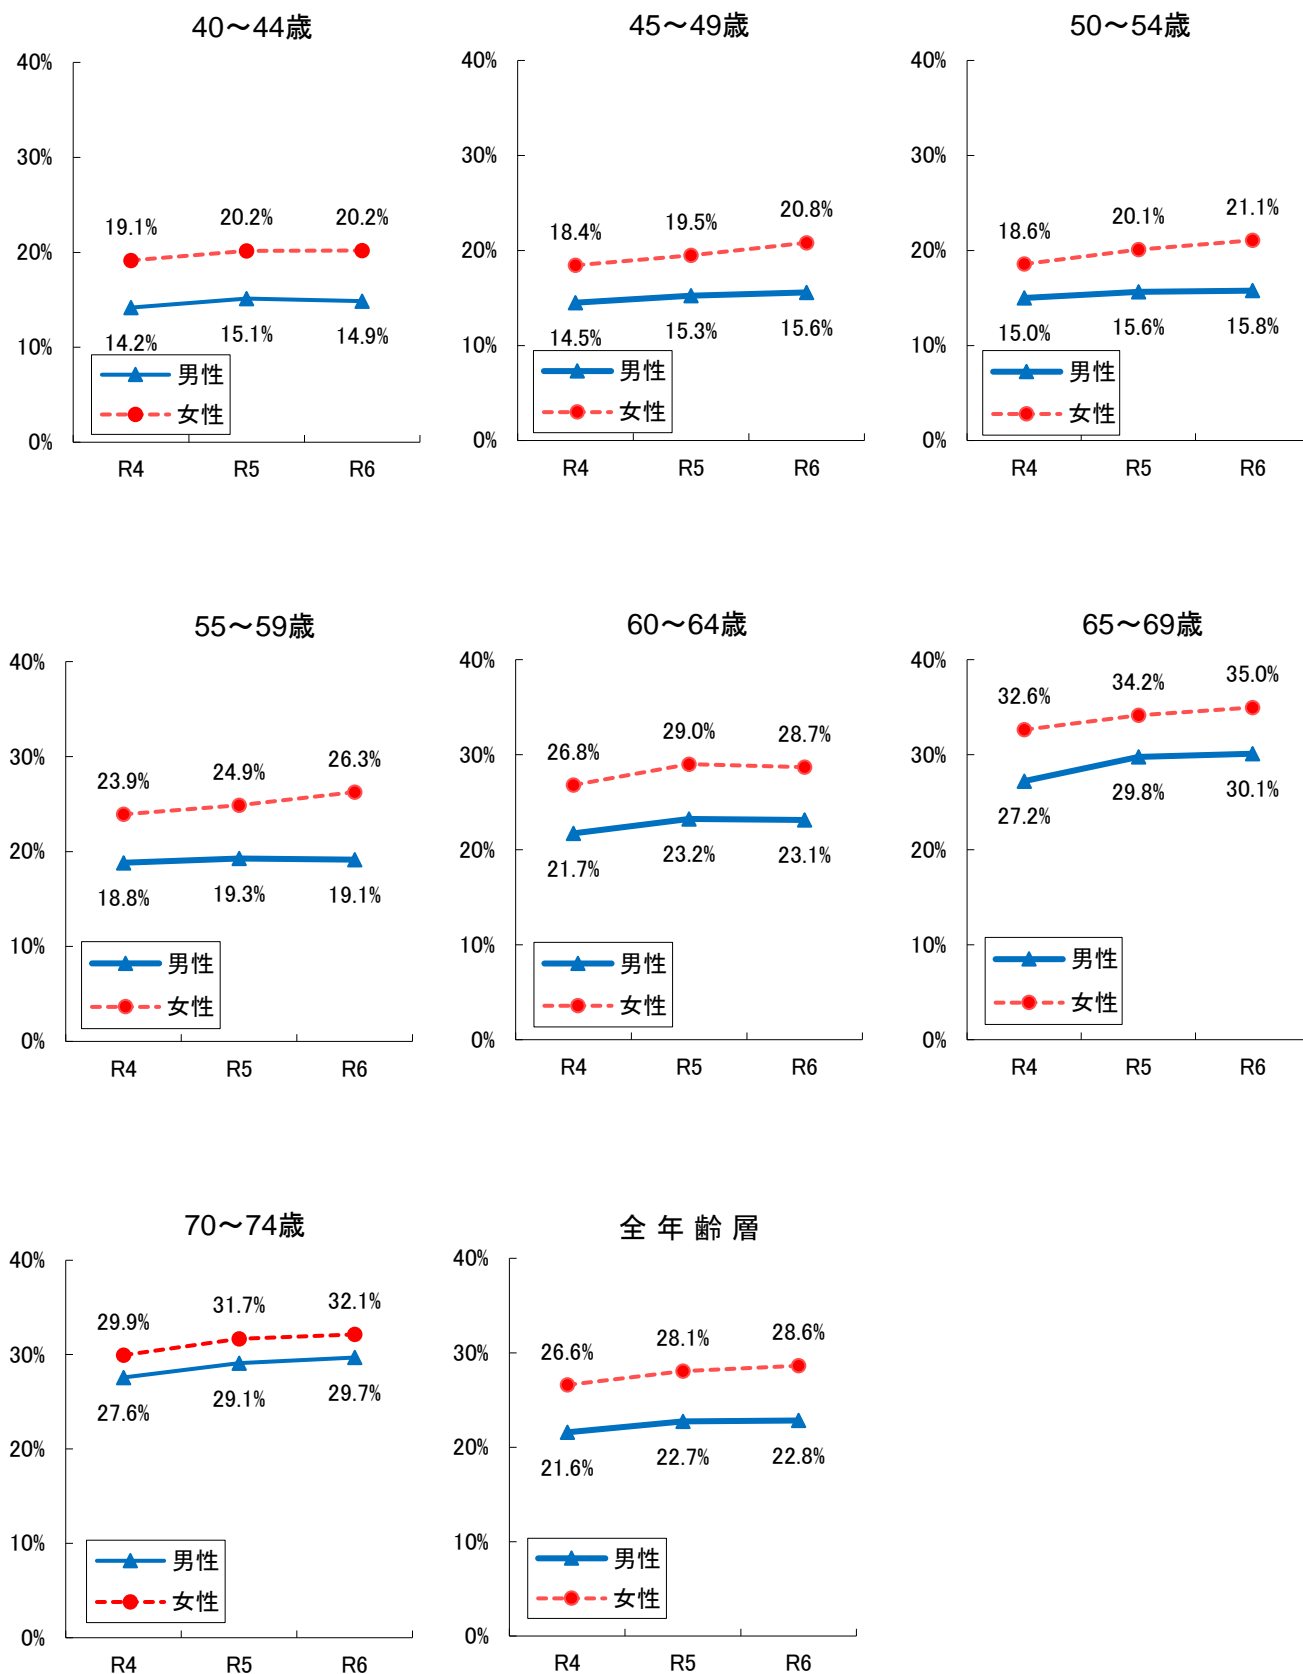 40～44歳
40%
30%
20%
10%
0%
19.1%
20.2%
20.2%
14.2%
15.1%
14.9%
男性
女性
R4
R5
R6
45～49歳
40%
30%
20%
10%
0%
18.4%
19.5%
20.8%
14.5%
15.3%
15.6%
男性
女性
R4
R5
R6
50～54歳
40%
30%
20%
10%
0%
18.6%
20.1%
21.1%
15.0%
15.6%
15.8%
男性
女性
R4
R5
R6
55～59歳
40%
30%
20%
10%
0%
23.9%
24.9%
26.3%
18.8%
19.3%
19.1%
男性
女性
R4
R5
R6
60～64歳
40%
30%
20%
10%
0%
26.8%
29.0%
28.7%
21.7%
23.2%
23.1%
男性
女性
R4
R5
R6
65～69歳
40%
30%
20%
10%
0%
32.6%
34.2%
35.0%
27.2%
29.8%
30.1%
男性
女性
R4
R5
R6
70～74歳
40%
30%
20%
10%
0%
29.9%
31.7%
32.1%
27.6%
29.1%
29.7%
男性
女性
R4
R5
R6
全年齢層
40%
30%
20%
10%
0%
26.6%
28.1%
28.6%
21.6%
22.7%
22.8%
男性
女性
R4
R5
R6